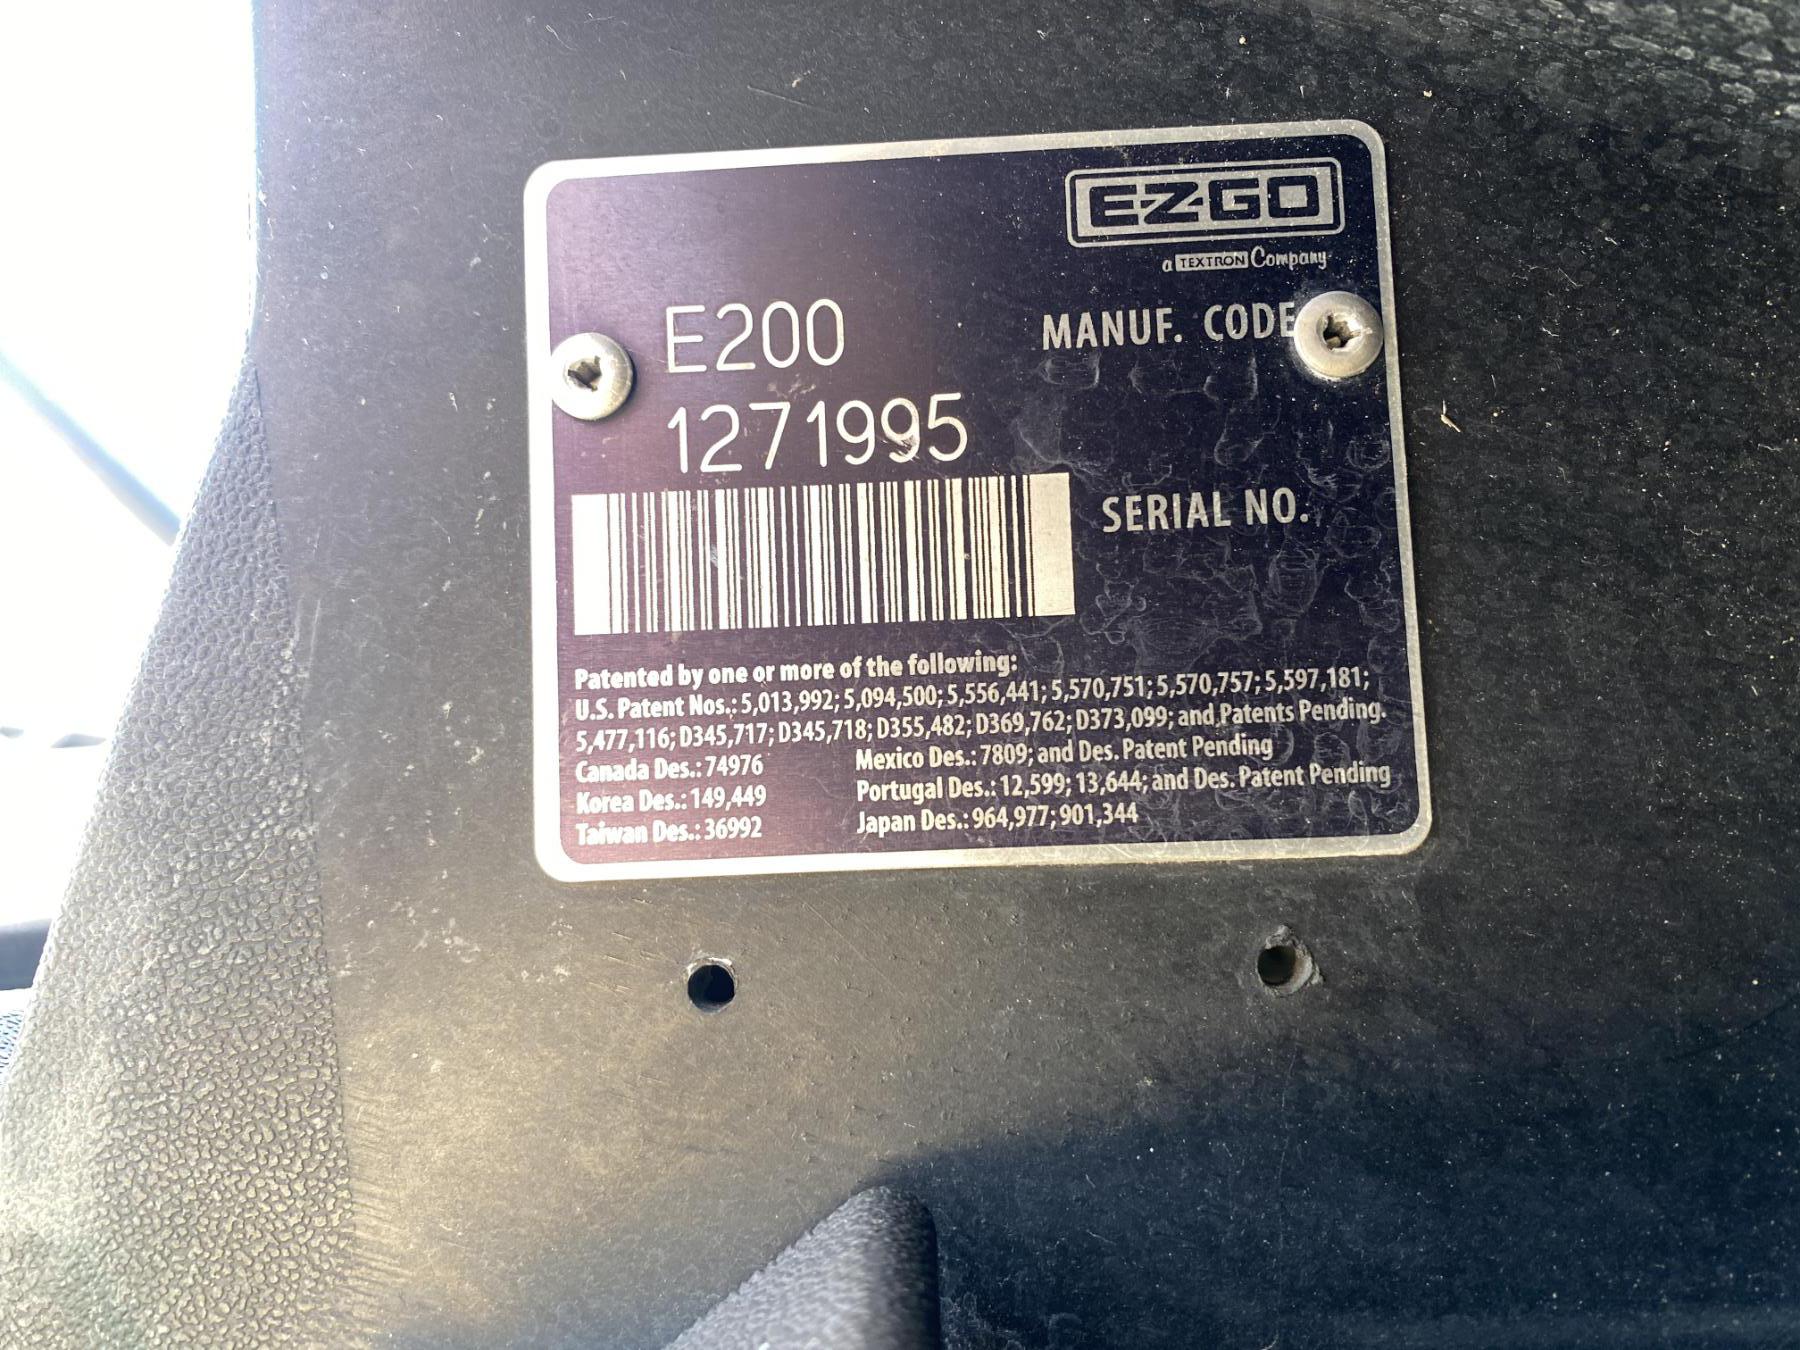 E-Z-GO
a TEXTRON Company
E200
MANUF. CODE
1271995
SERIAL NO.
Patented by one or more of the following:
U.S. Patent Nos.: 5,013,992; 5,094,500; 5,556,441; 5,570,751; 5,570,757; 5,597,181;
5,477,116; D345,717; D345,718; D355,482; D369,762; D373,099; and Patents Pending.
Canada Des.: 74976
Mexico Des.: 7809; and Des. Patent Pending
Korea Des.: 149,449
Portugal Des.: 12,599; 13,644; and Des. Patent Pending
Taiwan Des.: 36992
Japan Des.: 964,977; 901,344